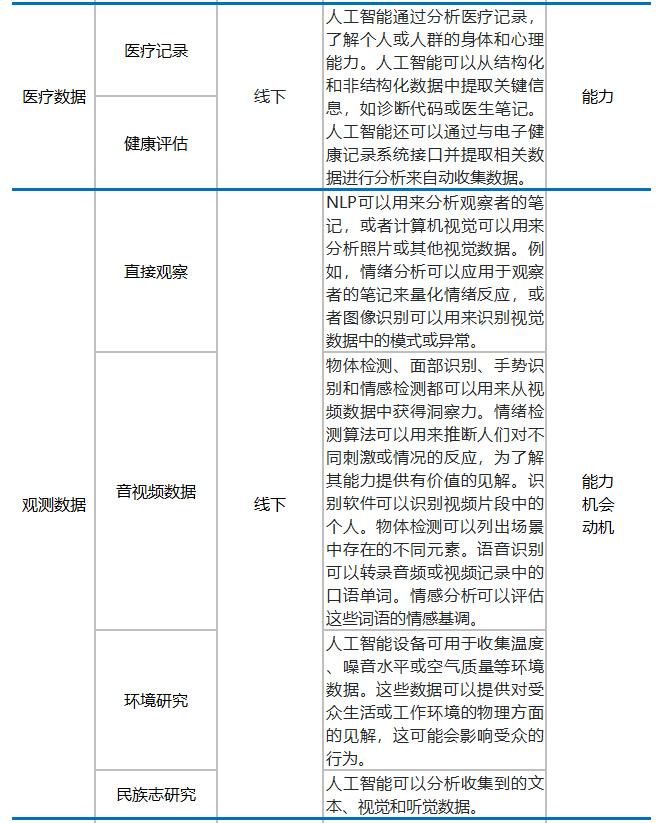 医疗数据
医疗记录
健康评估
线下
人工智能通过分析医疗记录，
了解个人或人群的身体和心理
能力。人工智能可以从结构化
和非结构化数据中提取关键信
息，如诊断代码或医生笔记。
人工智能还可以通过与电子健
康记录系统接口并提取相关数
据进行分析来自动收集数据。
能力
观测数据
直接观察
线下
NLP可以用来分析观察者的笔
记，或者计算机视觉可以用来
分析照片或其他视觉数据。例
如，情绪分析可以应用于观察
者的笔记来量化情绪反应，或
者图像识别可以用来识别视觉
数据中的模式或异常。
能力
机会
动机
音视频数据
物体检测、面部识别、手势识
别和情感检测都可以用来从视
频数据中获得洞察力。情绪检
测算法可以用来推断人们对不
同刺激或情况的反应，为了解
其能力提供有价值的见解。识
别软件可以识别视频片段中的
个人。物体检测可以列出场景
中存在的不同元素。语音识别
可以转录音频或视频记录中的
口语单词。情感分析可以评估
这些词语的情感基调。
环境研究
人工智能设备可用于收集温度
、噪音水平或空气质量等环境
数据。这些数据可以提供对受
众生活或工作环境的物理方面
的见解，这可能会影响受众的
行为。
民族志研究
人工智能可以分析收集到的文
本、视觉和听觉数据。